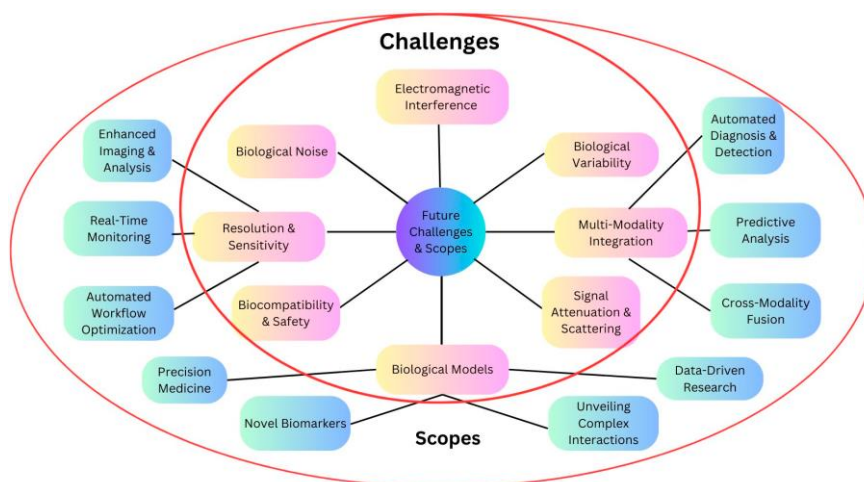 Challenges
Electromagnetic
Interference
Enhanced
Imaging &
Analysis
Biological Noise
Biological
Variability
Automated
Diagnosis &
Detection
Real-Time
Monitoring
Resolution &
Sensitivity
Future
Challenges
& Scopes
Multi-Modality
Integration
Predictive
Analysis
Automated
Workflow
Optimization
Biocompatibility
& Safety
Signal
Attenuation &
Scattering
Cross-Modality
Fusion
Precision
Medicine
Biological Models
Data-Driven
Research
Novel Biomarkers
Scopes
Unveiling
Complex
Interactions